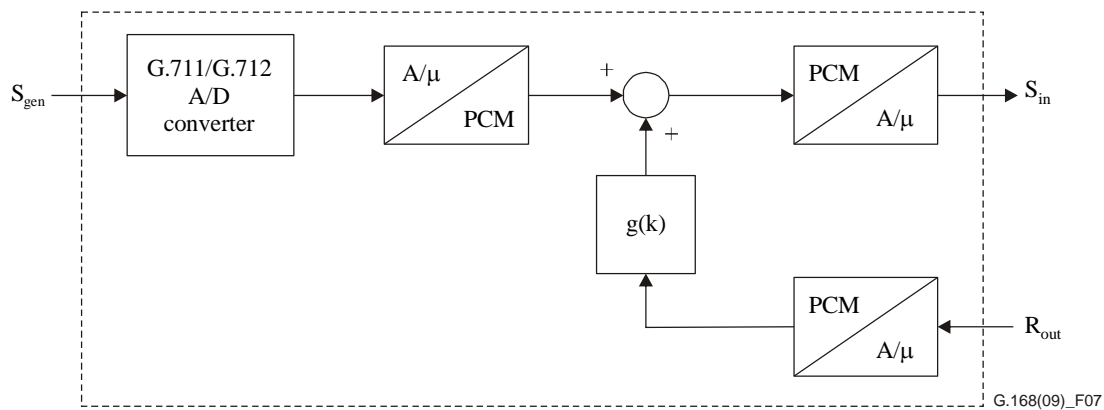 G.711/G.712
A/D
converter
S_gen
A/μ
PCM
+
+
PCM
A/μ
S_in
g(k)
PCM
A/μ
R_out
G.168(09)_F07